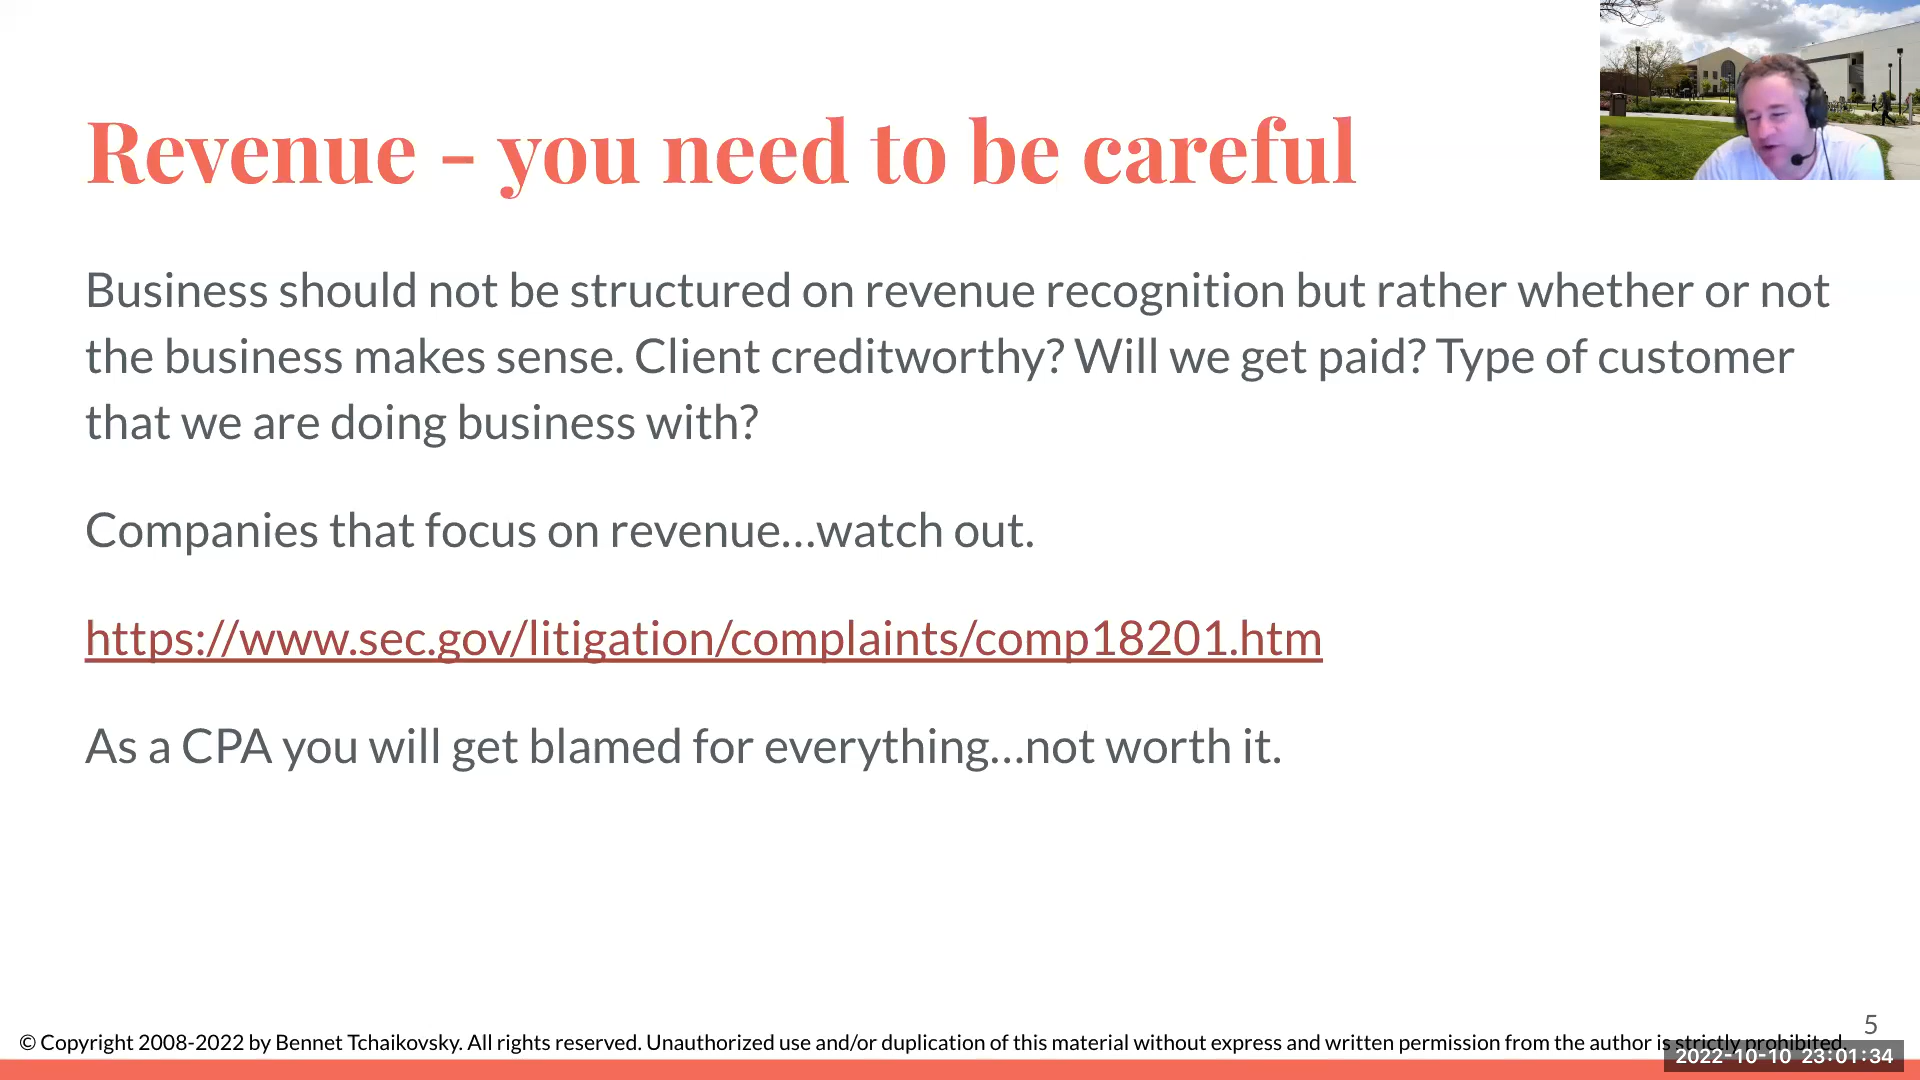 Revenue - you need to be careful
Business should not be structured on revenue recognition but rather whether or not
the business makes sense. Client creditworthy? Will we get paid? Type of customer
that we are doing business with?
Companies that focus on revenue...watch out.
https://www.sec.gov/litigation/complaints/comp18201.htm
As a CPA you will get blamed for everything...not worth it.
5
© Copyright 2008-2022 by Bennet Tchaikovsky. All rights reserved. Unauthorized use and/or duplication of this material without express and written permission from the author is strictly prohibited.
2022-10-10 23:01:34